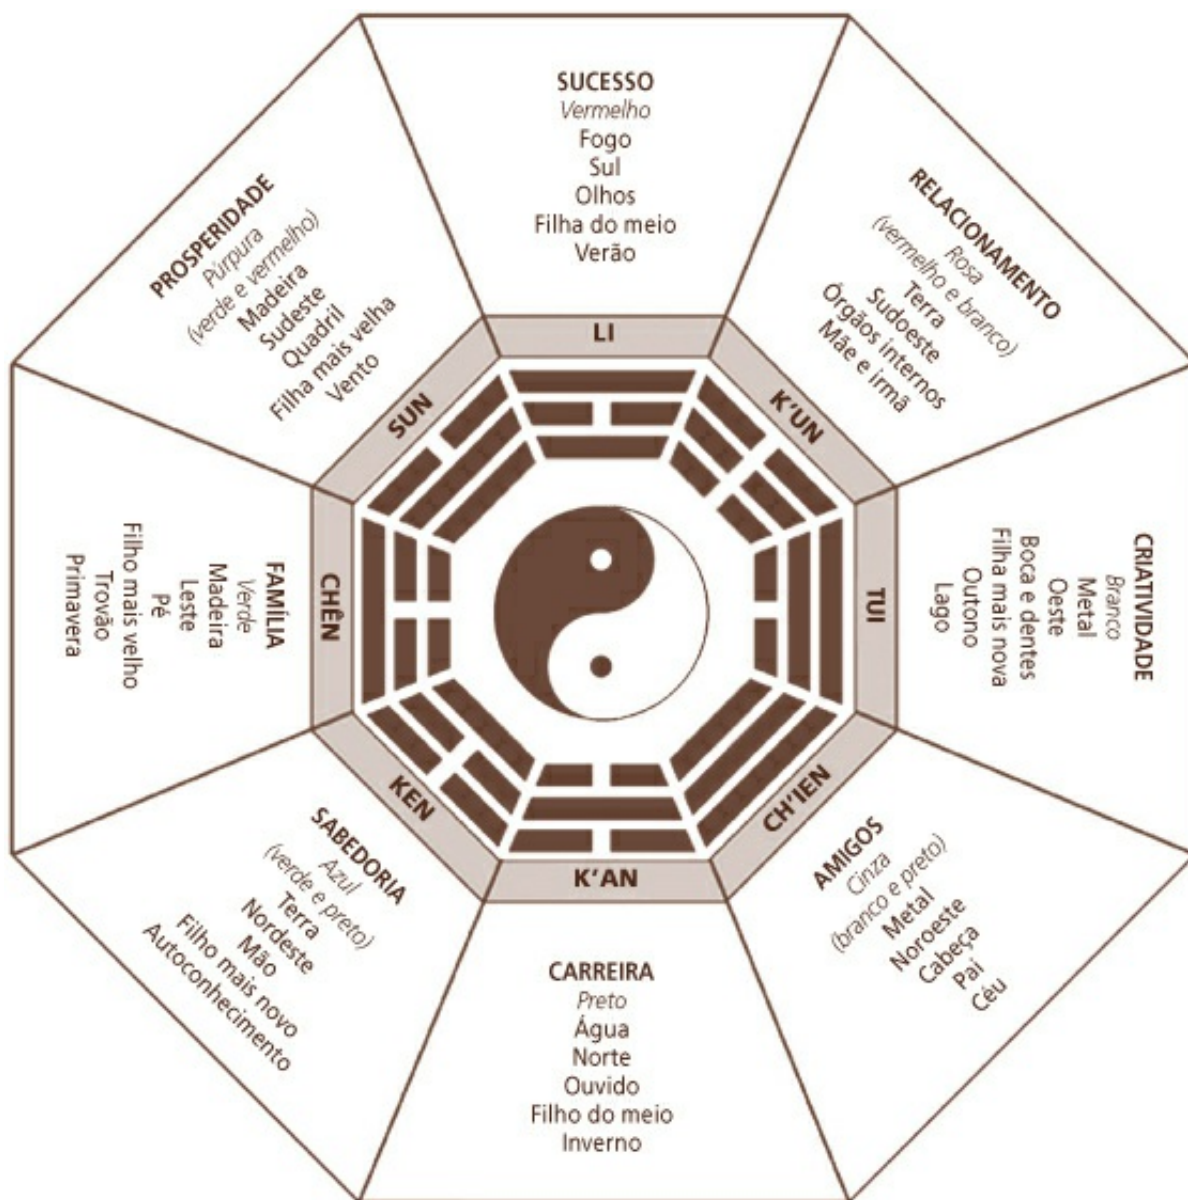 SUCESSO
Vermelho
Fogo
Sul
Olhos
Filha do meio
Verão
LI
RELACIONAMENTO
Rosa
(vermelho e branco)
Terra
Sudoeste
Órgãos internos
Mãe e irmã
K'UN
CRIATIVIDADE
Branco
Metal
Oeste
Boca e dentes
Filha mais nova
Outono
Lago
TUI
AMIGOS
Cinza
(branco e preto)
Metal
Noroeste
Cabeça
Pai
Céu
CH'IEN
K'AN
CARREIRA
Preto
Água
Norte
Ouvido
Filho do meio
Inverno
KEN
SABEDORIA
Azul
(verde e preto)
Terra
Nordeste
Mão
Filho mais novo
Autoconhecimento
CHÊN
FAMÍLIA
Verde
Madeira
Leste
Pé
Filho mais velho
Trovão
Primavera
PROSPERIDADE
Púrpura
(verde e vermelho)
Madeira
Sudeste
Quadril
Filha mais velha
Vento
SUN